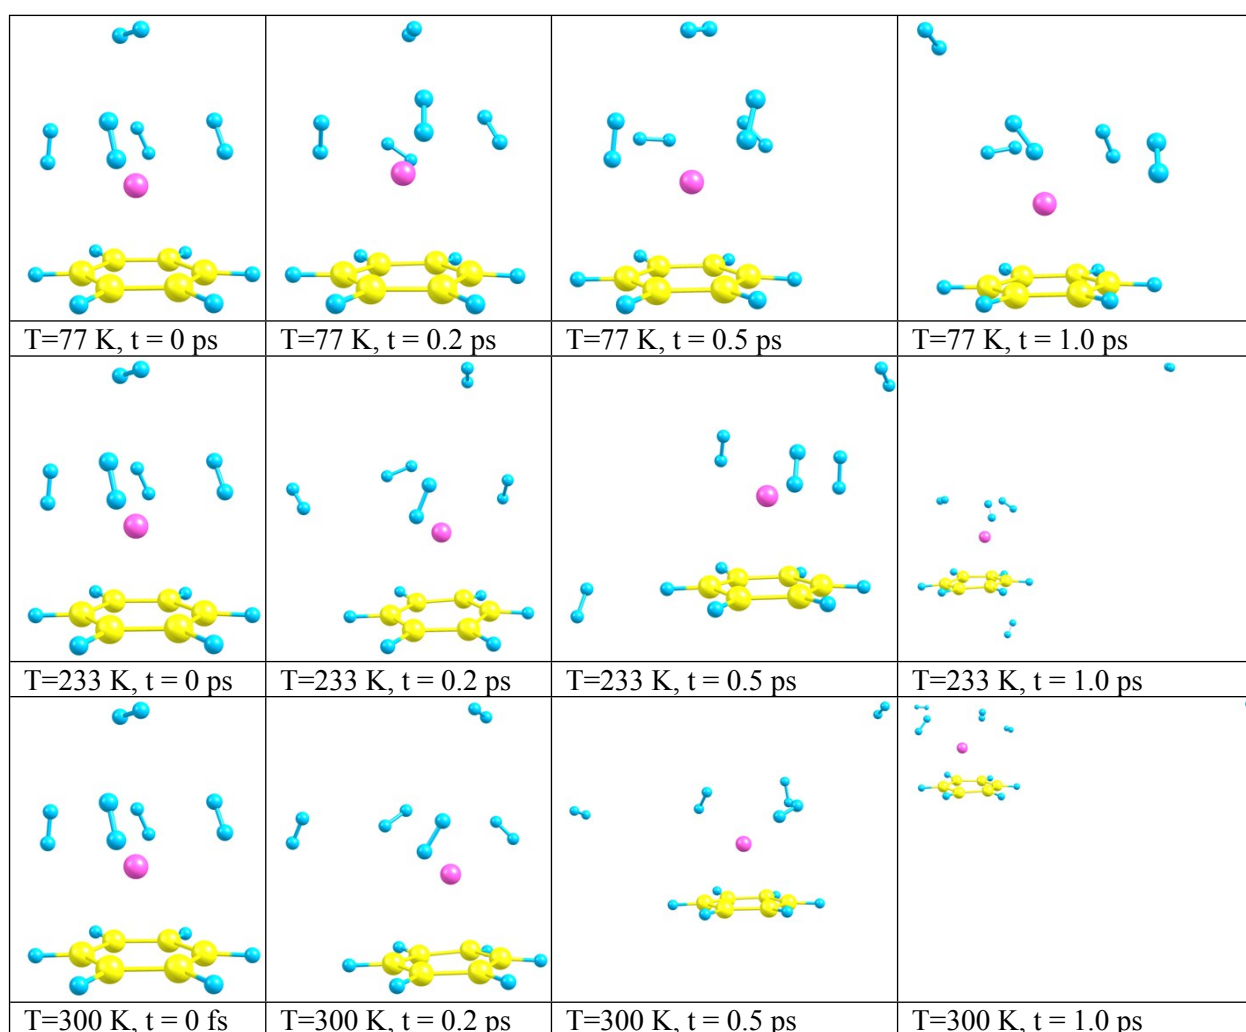 T=77 K, t = 0 ps
T=77 K, t = 0.2 ps
T=77 K, t = 0.5 ps
T=77 K, t = 1.0 ps
T=233 K, t = 0 ps
T=233 K, t = 0.2 ps
T=233 K, t = 0.5 ps
T=233 K, t = 1.0 ps
T=300 K, t = 0 fs
T=300 K, t = 0.2 ps
T=300 K, t = 0.5 ps
T=300 K, t = 1.0 ps